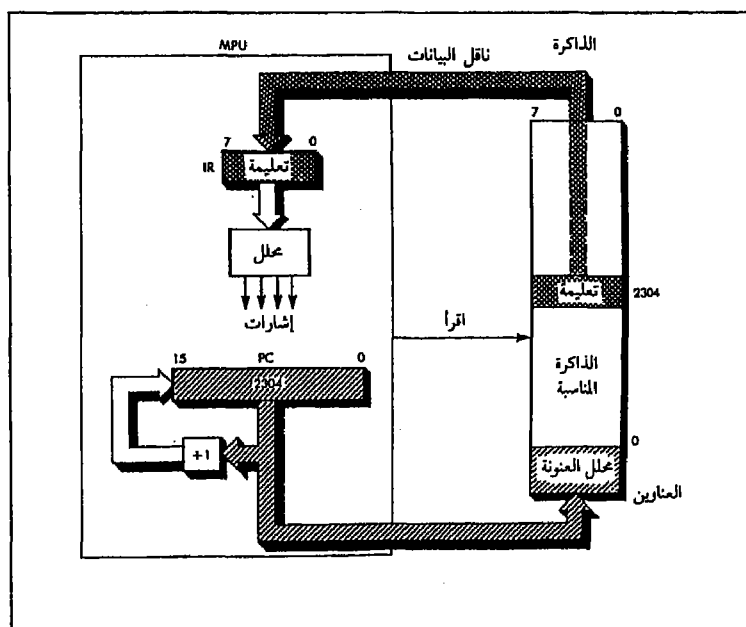 MPU
الذاكرة
ناقل البيانات
7
0
7
0
IR
تعليمة
محلل
إشارات
تعليمة
2304
اقرأ
15
PC
0
2304
الذاكرة
المناسبة
+1
0
محلل العنونة
العناوين